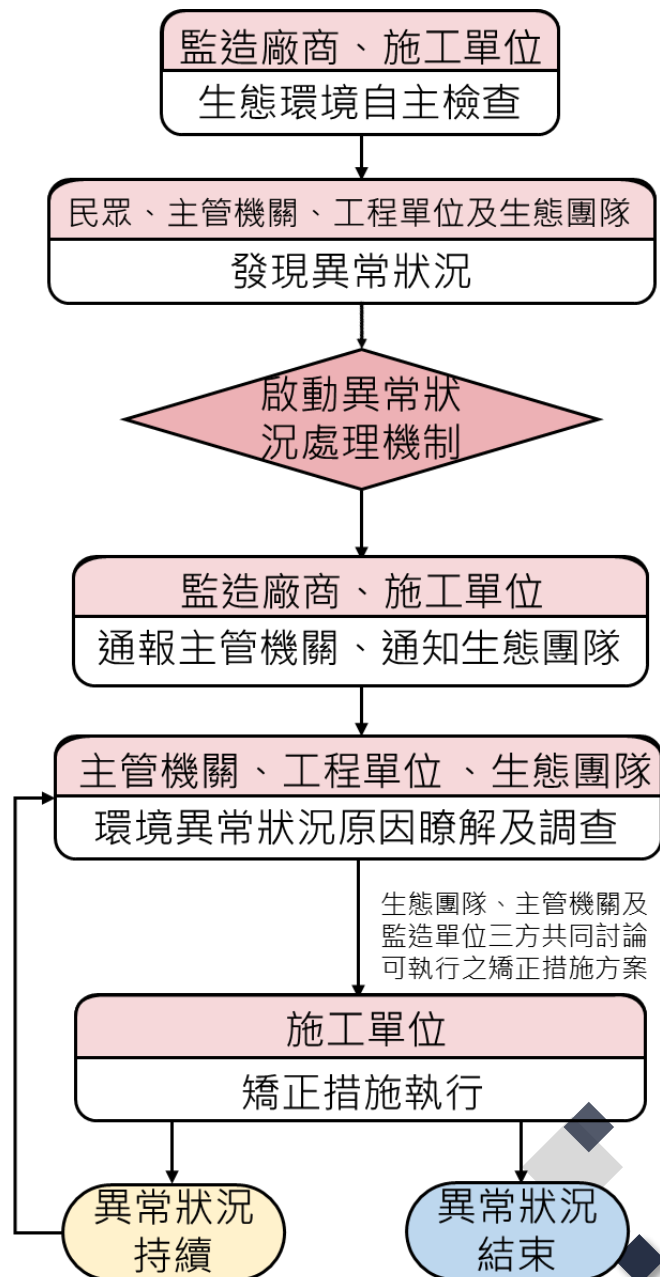 監造廠商、施工單位
生態環境自主檢查
民眾、主管機關、工程單位及生態團隊
發現異常狀況
啟動異常狀
況處理機制
監造廠商、施工單位
通報主管機關、通知生態團隊
主管機關、工程單位、生態團隊
環境異常狀況原因瞭解及調查
生態團隊、主管機關及
監造單位三方共同討論
可執行之矯正措施方案
施工單位
矯正措施執行
異常狀況
持續
異常狀況
結束